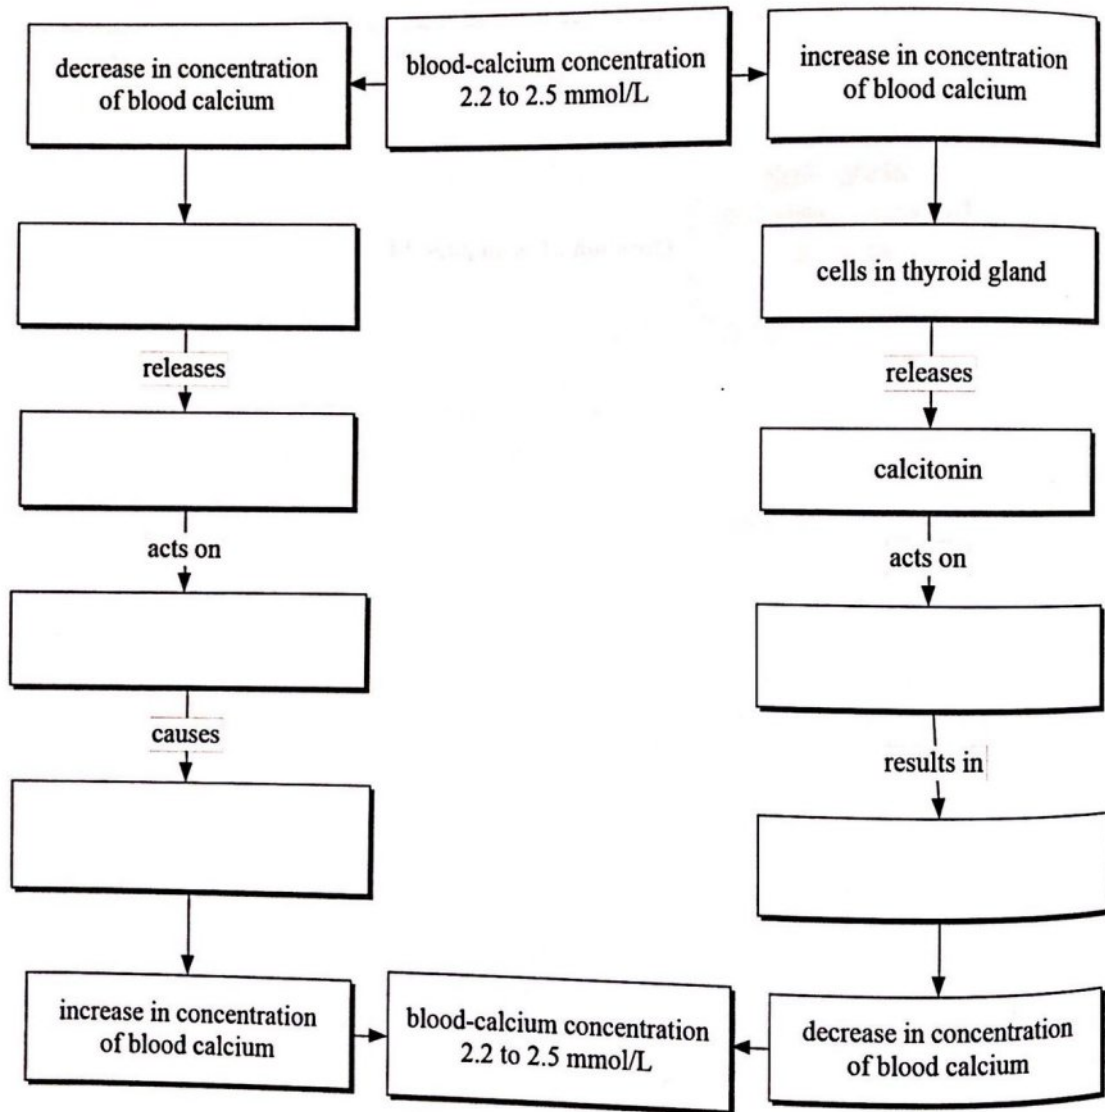 decrease in concentration
of blood calcium
blood-calcium concentration
2.2 to 2.5 mmol/L
increase in concentration
of blood calcium
cells in thyroid gland
releases
releases
calcitonin
acts on
acts on
causes
results in
increase in concentration
of blood calcium
blood-calcium concentration
2.2 to 2.5 mmol/L
decrease in concentration
of blood calcium